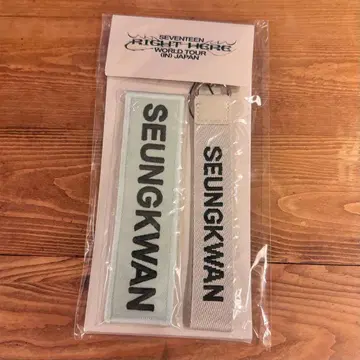 SEVENTEEN
RIGHT HERE
WORLD TOUR
(IN) JAPAN
SEUNGKWAN
SEUNGKWAN